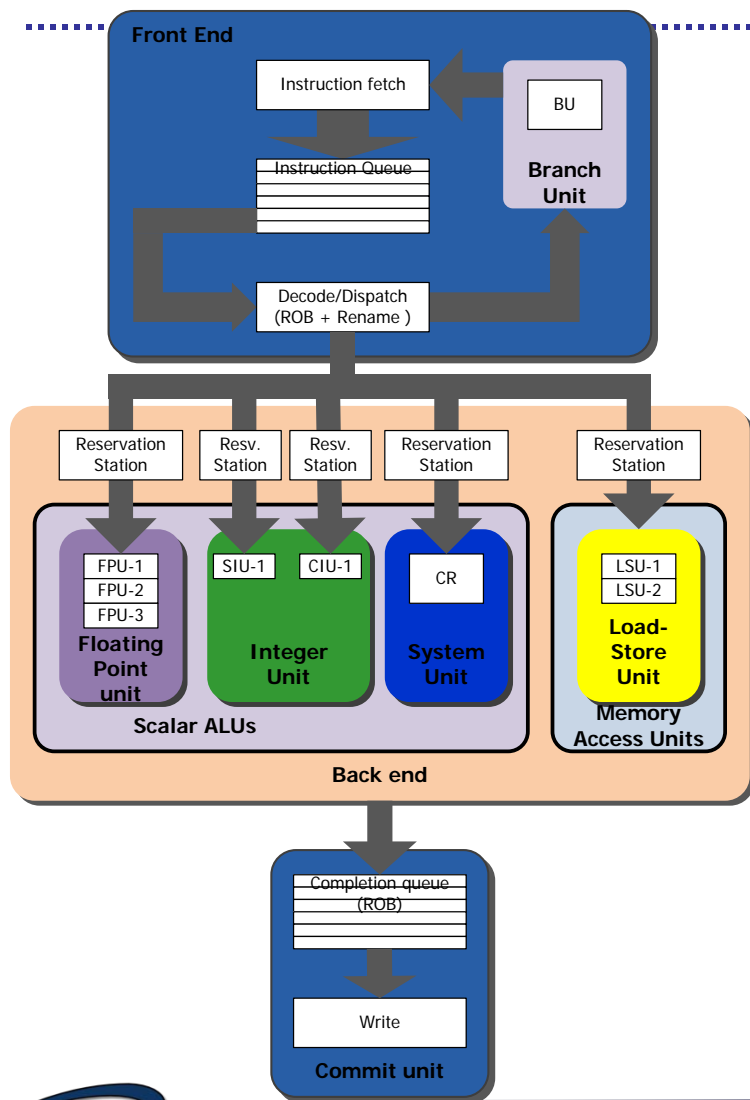 Front End
Instruction fetch
BU
Instruction Queue
Branch
Unit
Decode/Dispatch
(ROB + Rename )
Reservation
Station
Resv.
Station
Resv.
Station
Reservation
Station
Reservation
Station
FPU-1
FPU-2
FPU-3
Floating
Point
unit
SIU-1
CIU-1
Integer
Unit
CR
System
Unit
LSU-1
LSU-2
Load-
Store
Unit
Scalar ALUs
Memory
Access Units
Back end
Completion queue
(ROB)
Write
Commit unit